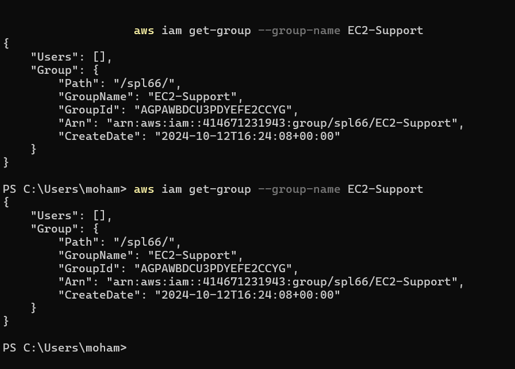 aws iam get-group --group-name EC2-Support
{
    "Users": [],
    "Group": {
        "Path": "/spl66/",
        "GroupName": "EC2-Support",
        "GroupId": "AGPAWBDCU3PDYEFE2CCYG",
        "Arn": "arn:aws:iam::414671231943:group/spl66/EC2-Support",
        "CreateDate": "2024-10-12T16:24:08+00:00"
    }
}
PS C:\Users\moham> aws iam get-group --group-name EC2-Support
{
    "Users": [],
    "Group": {
        "Path": "/spl66/",
        "GroupName": "EC2-Support",
        "GroupId": "AGPAWBDCU3PDYEFE2CCYG",
        "Arn": "arn:aws:iam::414671231943:group/spl66/EC2-Support",
        "CreateDate": "2024-10-12T16:24:08+00:00"
    }
}
PS C:\Users\moham>